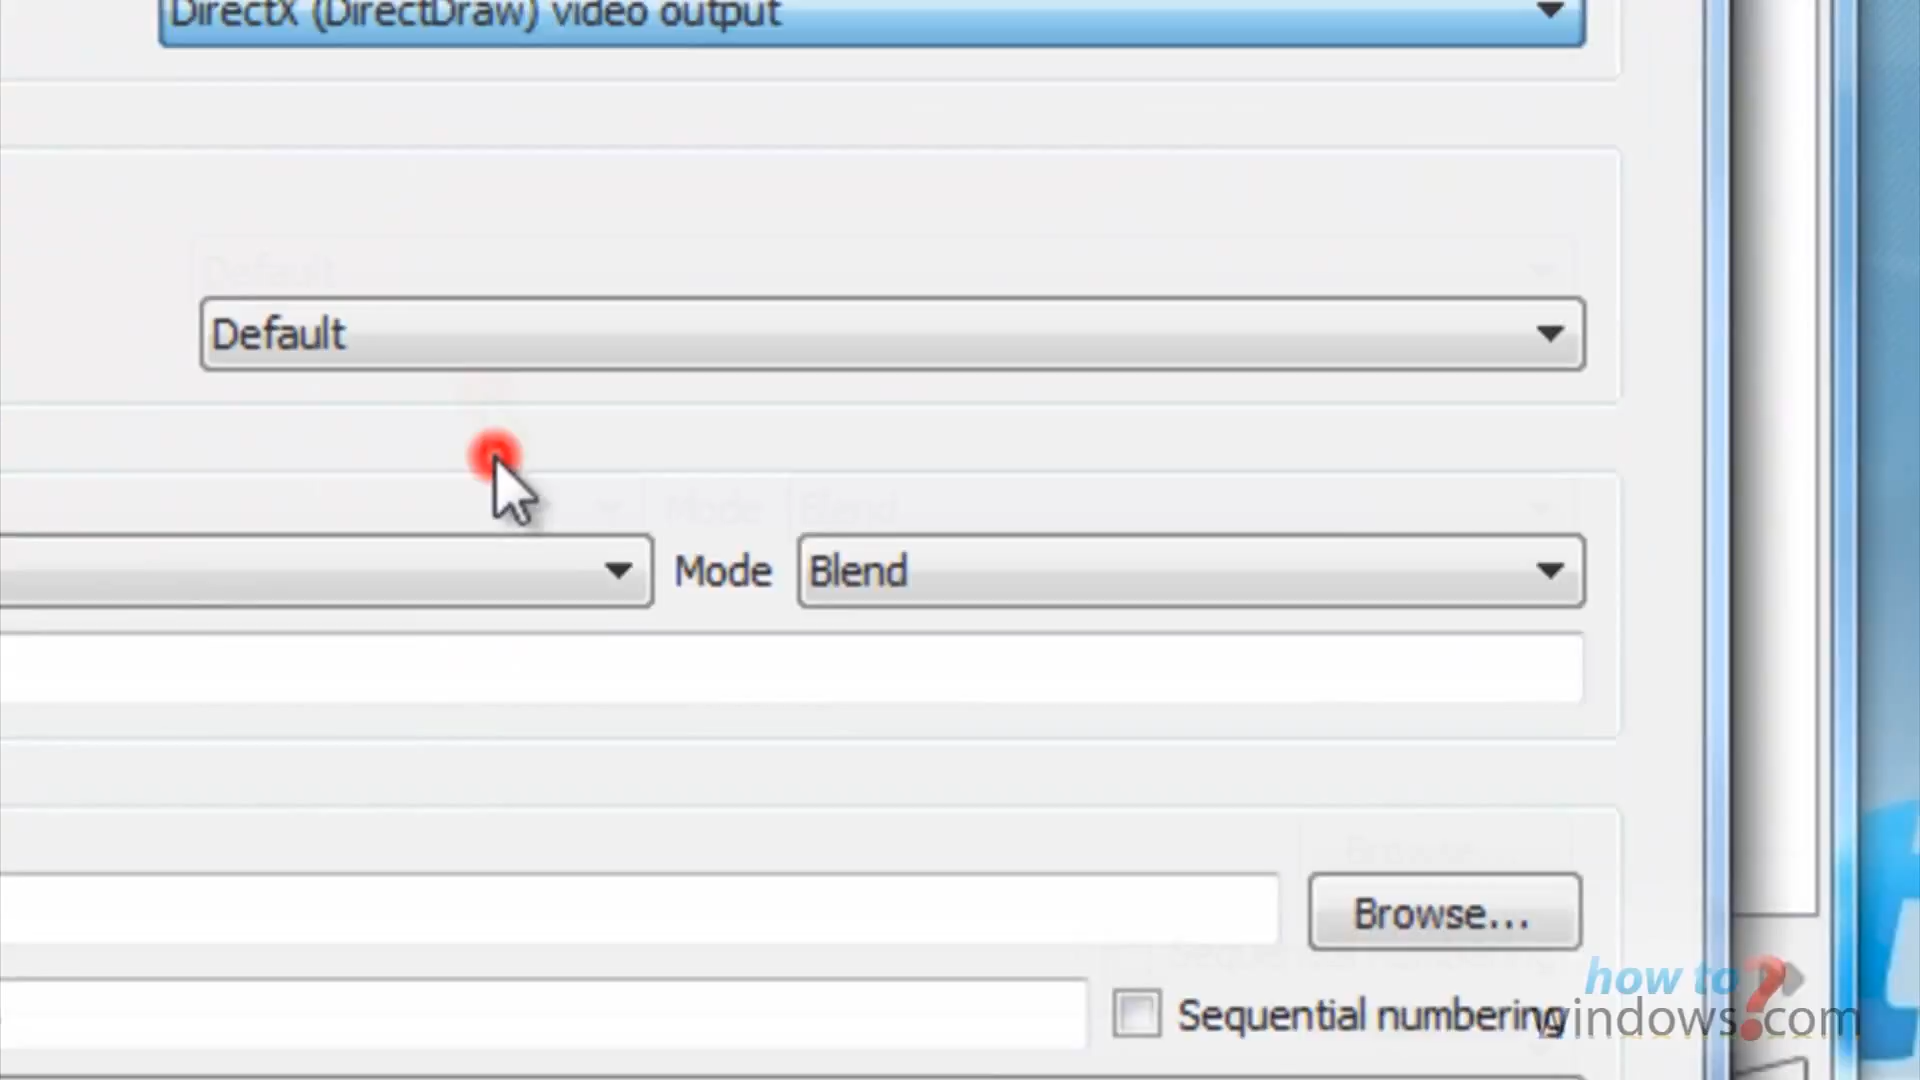 DirectX (DirectDraw) video output
Default
Mode Blend
Browse...
Sequential numbering
how to
windows?com